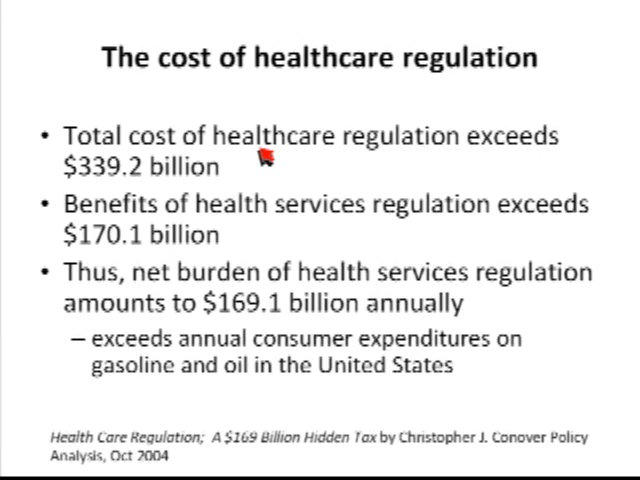 The cost of healthcare regulation
• Total cost of healthcare regulation exceeds
$339.2 billion
• Benefits of health services regulation exceeds
$170.1 billion
• Thus, net burden of health services regulation
amounts to $169.1 billion annually
– exceeds annual consumer expenditures on
gasoline and oil in the United States
Health Care Regulation; A $169 Billion Hidden Tax by Christopher J. Conover Policy
Analysis, Oct 2004